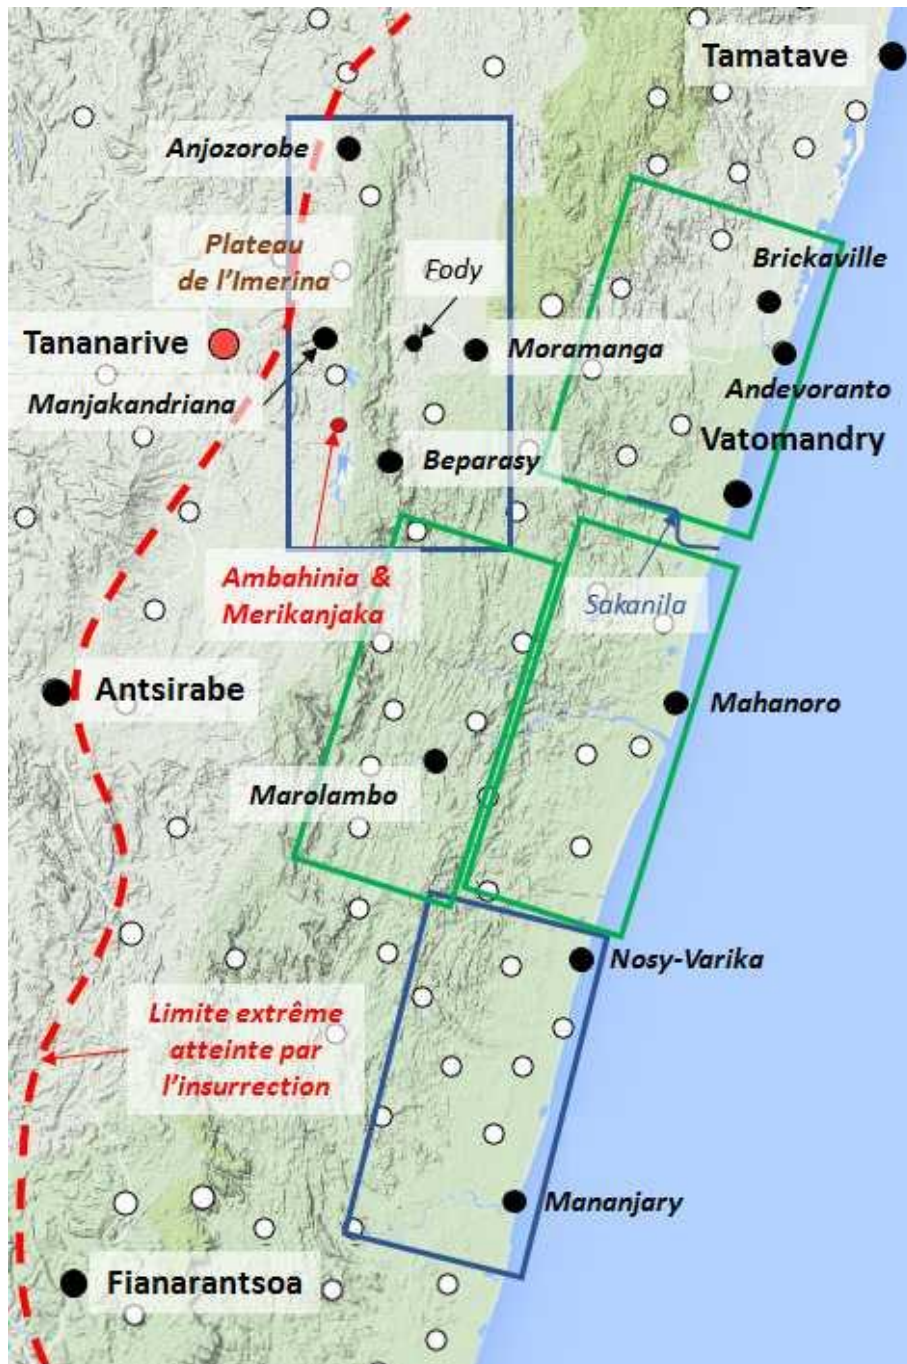 Tamatave
Anjozorobe
Plateau
de l'Imerina
Fody
Brickaville
Tananarive
Moramanga
Manjakandriana
Andevoranto
Vatomandry
Beparasy
Ambahinia &
Merikanjaka
Sakanila
Antsirabe
Mahanoro
Marolambo
Nosy-Varika
Limite extrême
atteinte par
l'insurrection
Mananjary
Fianarantsoa